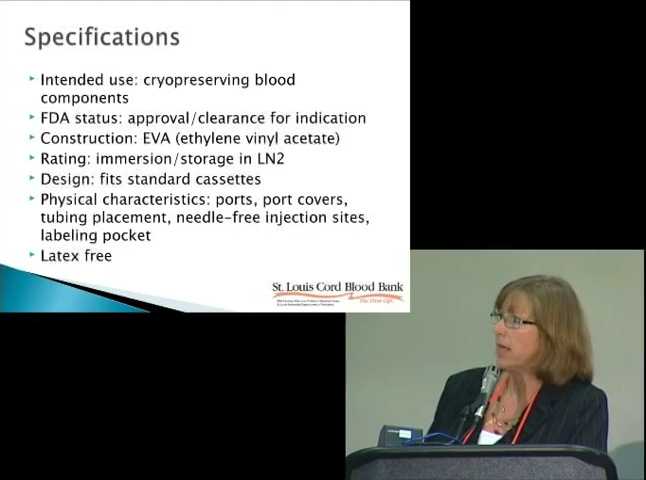 Specifications
Intended use: cryopreserving blood
components
FDA status: approval/clearance for indication
Construction: EVA (ethylene vinyl acetate)
Rating: immersion/storage in LN2
Design: fits standard cassettes
Physical characteristics: ports, port covers,
tubing placement, needle-free injection sites,
labeling pocket
Latex free
St. Louis Cord Blood Bank